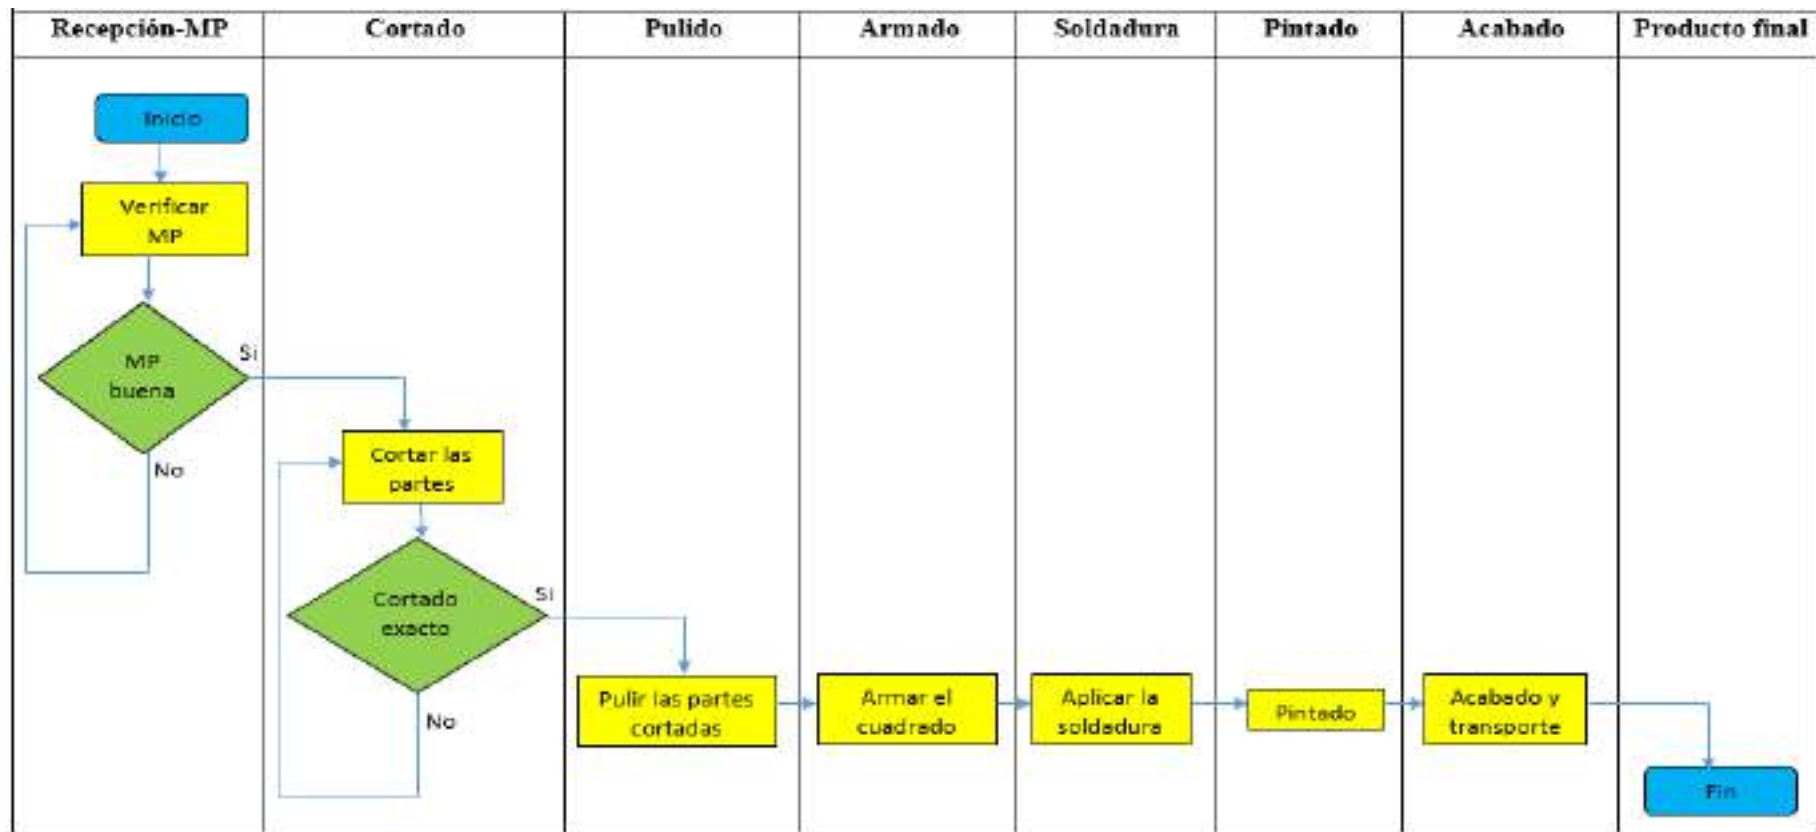 Recepción-MP
Cortado
Pulido
Armado
Soldadura
Pintado
Acabado
Producto final
Inicio
Verificar
MP
MP
buena
Si
No
Cortar las
partes
Cortado
exacto
Si
No
Pulir las partes
cortadas
Armar el
cuadrado
Aplicar la
soldadura
Pintado
Acabado y
transporte
Fin